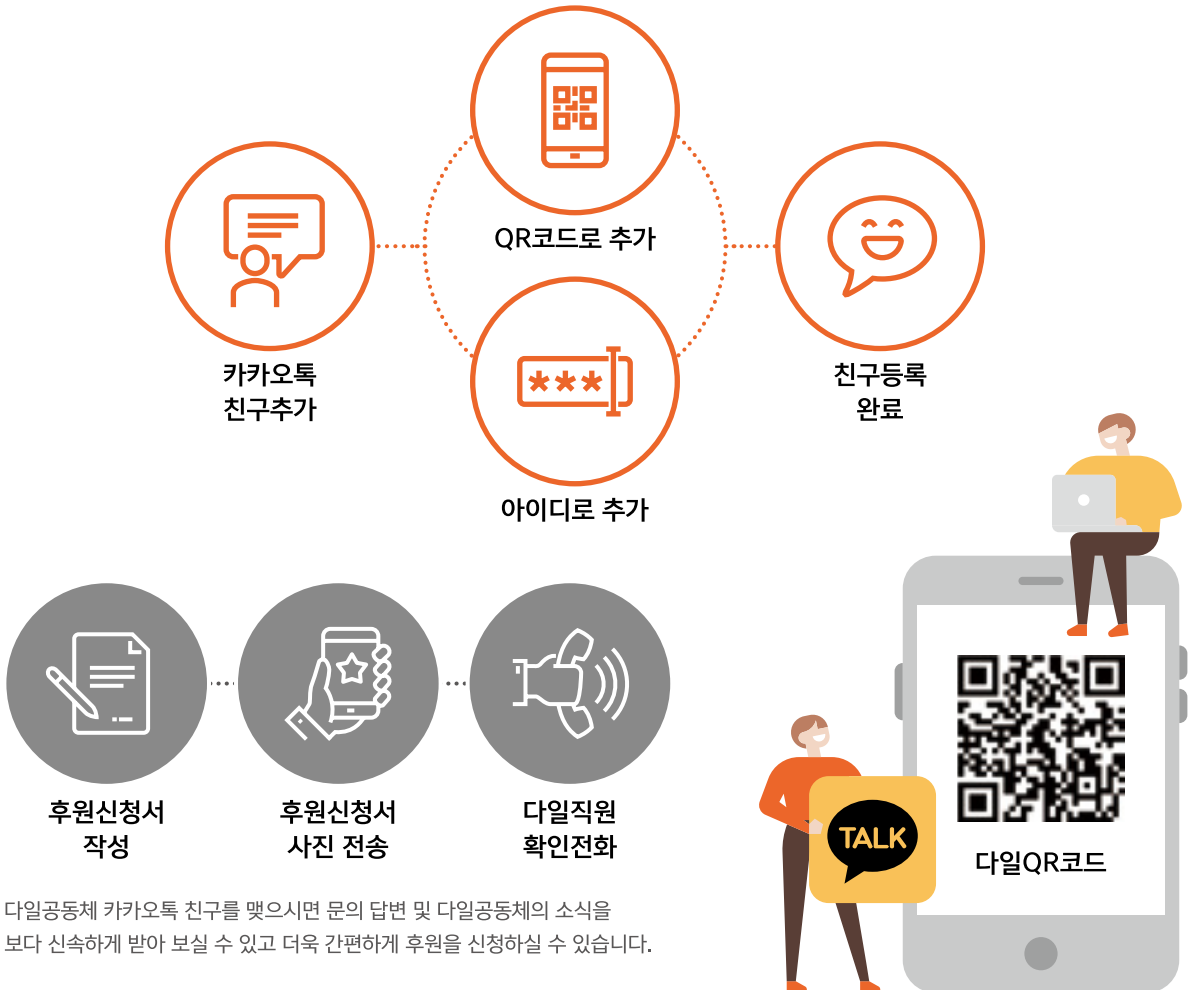 QR코드로 추가
카카오톡
친구추가
친구등록
완료
***
아이디로 추가
후원신청서
작성
후원신청서
사진 전송
다일직원
확인전화
TALK
다일QR코드
다일공동체 카카오톡 친구를 맺으시면 문의 답변 및 다일공동체의 소식을
보다 신속하게 받아 보실 수 있고 더욱 간편하게 후원을 신청하실 수 있습니다.